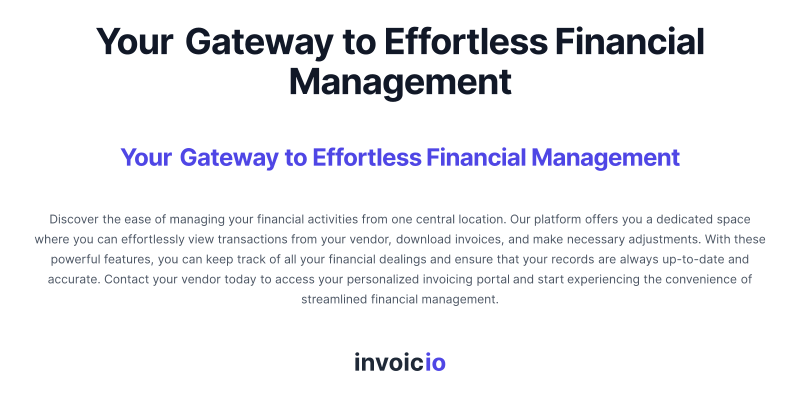 Your Gateway to Effortless Financial
Management
Your Gateway to Effortless Financial Management
Discover the ease of managing your financial activities from one central location. Our platform offers you a dedicated space
where you can effortlessly view transactions from your vendor, download invoices, and make necessary adjustments. With these
powerful features, you can keep track of all your financial dealings and ensure that your records are always up-to-date and
accurate. Contact your vendor today to access your personalized invoicing portal and start experiencing the convenience of
streamlined financial management.
invoicio